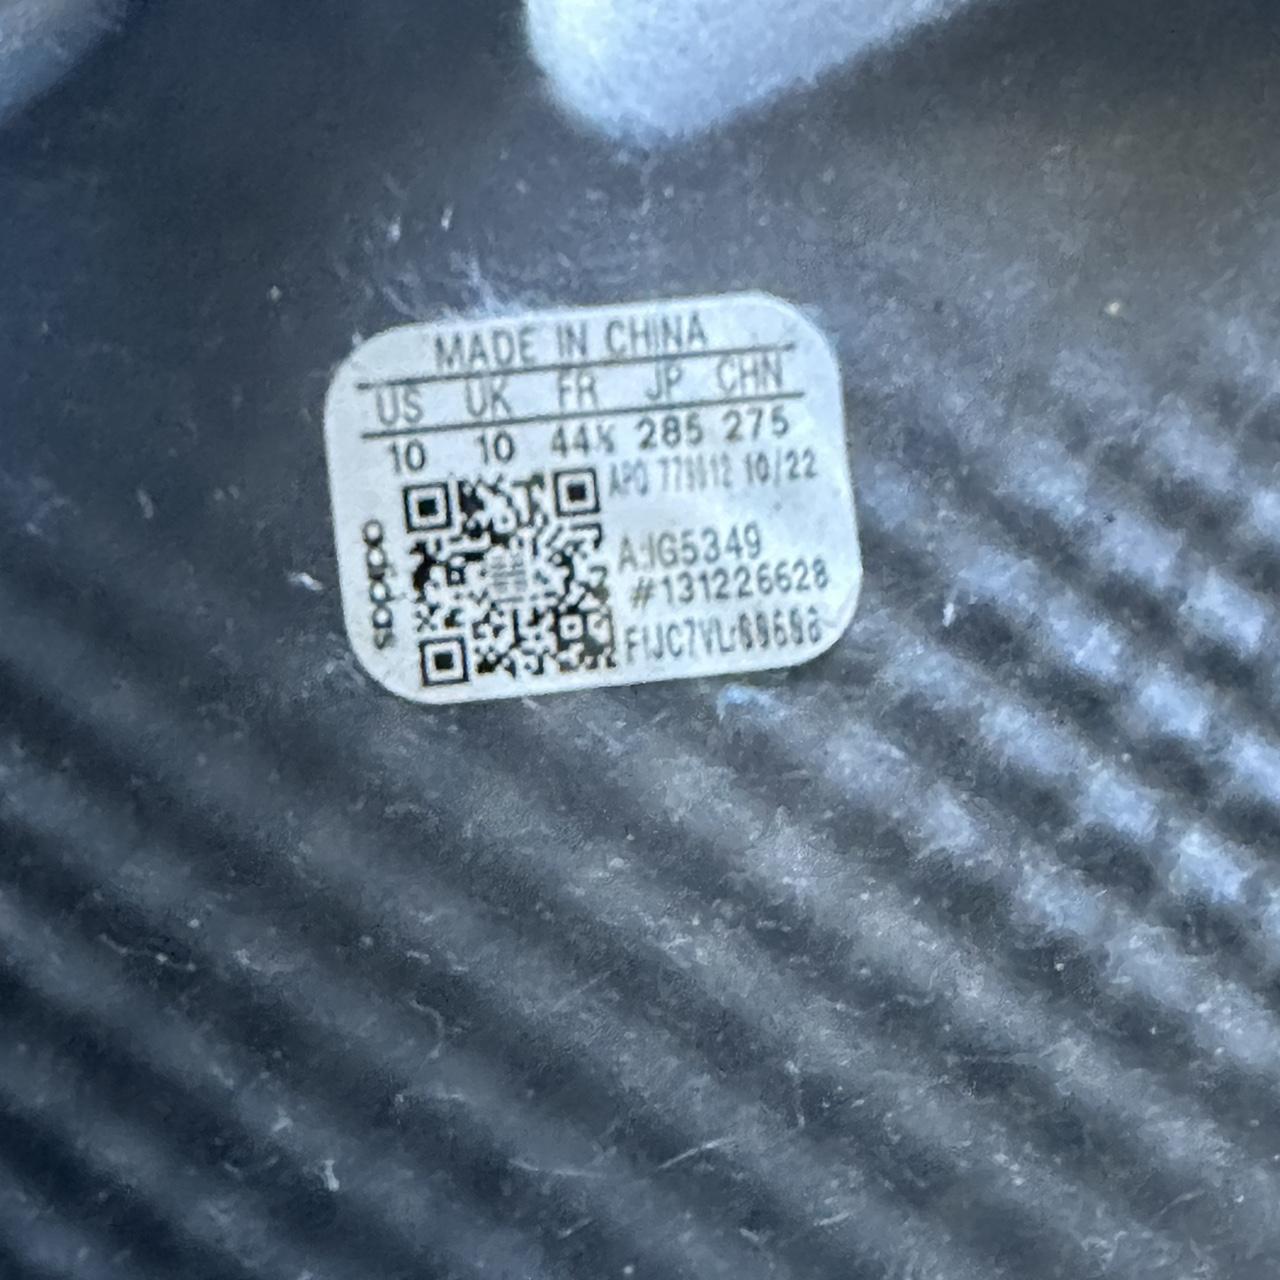 MADE IN CHINA
US UK FR JP CHN
10 10 44⅔ 285 275
APO 10/22
adidas
A:IG5349
#131226628